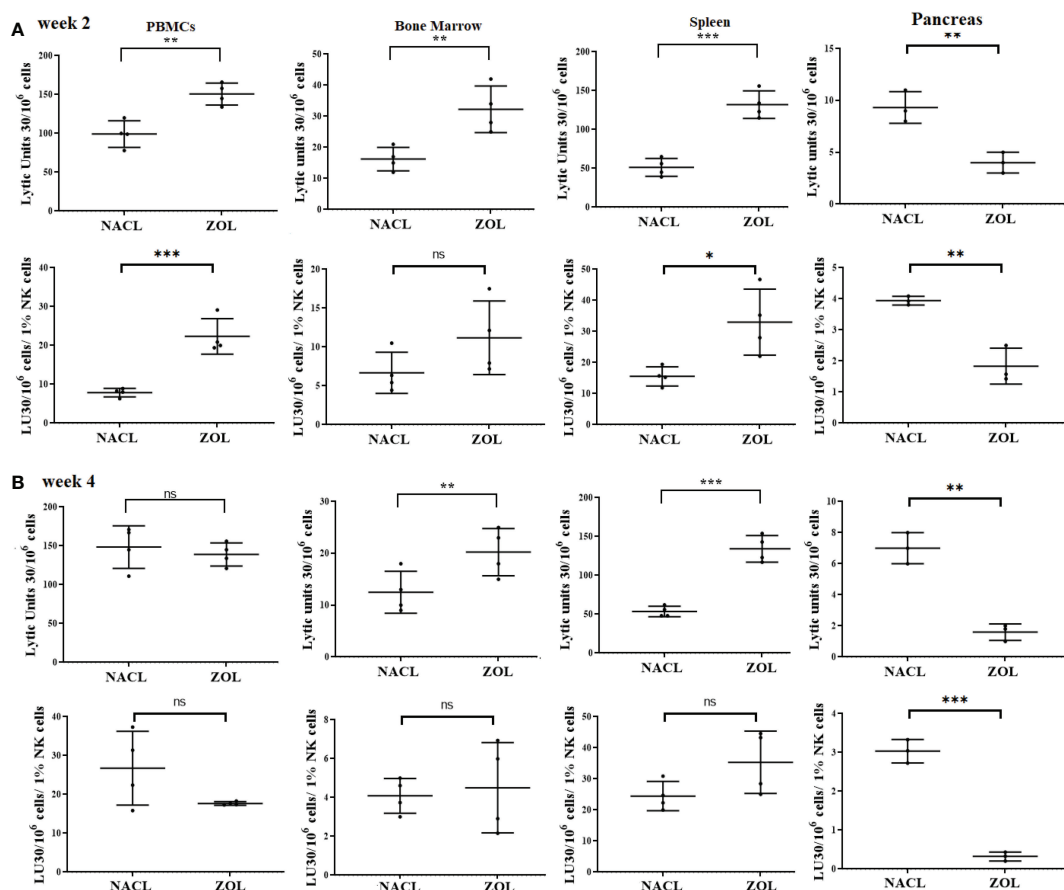 A week 2
PBMCs
Bone Marrow
Spleen
Pancreas
Lytic Units 30/10⁶ cells
200
150
100
50
0
**
NACL ZOL
Lytic Units 30/10⁶ cells
50
40
30
20
10
0
**
NACL ZOL
Lytic Units 30/10⁶ cells
200
150
100
50
0
***
NACL ZOL
Lytic units 30/10⁶ cells
15
10
5
0
**
NACL ZOL
LU30/10⁶ cells/ 1% NK cells
40
30
20
10
0
***
NACL ZOL
LU30/10⁶ cells/ 1% NK cells
20
15
10
5
0
ns
NACL ZOL
LU30/10⁶ cells/ 1% NK cells
50
40
30
20
10
0
*
NACL ZOL
LU30/10⁶ cells/ 1% NK cells
5
4
3
2
1
0
**
NACL ZOL
B week 4
Lytic Units 30/10⁶ cells
200
150
100
50
0
ns
NACL ZOL
Lytic units 30/10⁶ cells
30
20
10
0
**
NACL ZOL
Lytic units 30/10⁶ cells
200
150
100
50
0
***
NACL ZOL
Lytic units 30/10⁶ cells
10
8
6
4
2
0
**
NACL ZOL
LU30/10⁶ cells/ 1% NK cells
40
30
20
10
0
ns
NACL ZOL
LU30/10⁶ cells/ 1% NK cells
8
6
4
2
0
ns
NACL ZOL
LU30/10⁶ cells/ 1% NK cells
50
40
30
20
10
0
ns
NACL ZOL
LU30/10⁶ cells/ 1% NK cells
4
3
2
1
0
***
NACL ZOL